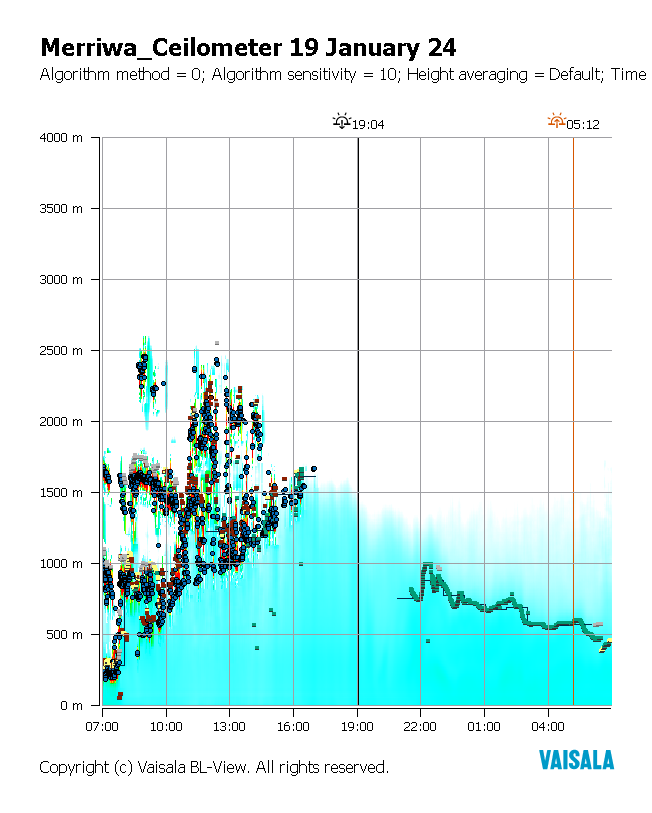 Merriwa_Ceilometer 19 January 24
Algorithm method = 0; Algorithm sensitivity = 10; Height averaging = Default; Time
19:04 05:12
4000 m
3500 m
3000 m
2500 m
2000 m
1500 m
1000 m
500 m
0 m
07:00 10:00 13:00 16:00 19:00 22:00 01:00 04:00
Copyright (c) Vaisala BL-View. All rights reserved.
VAISALA